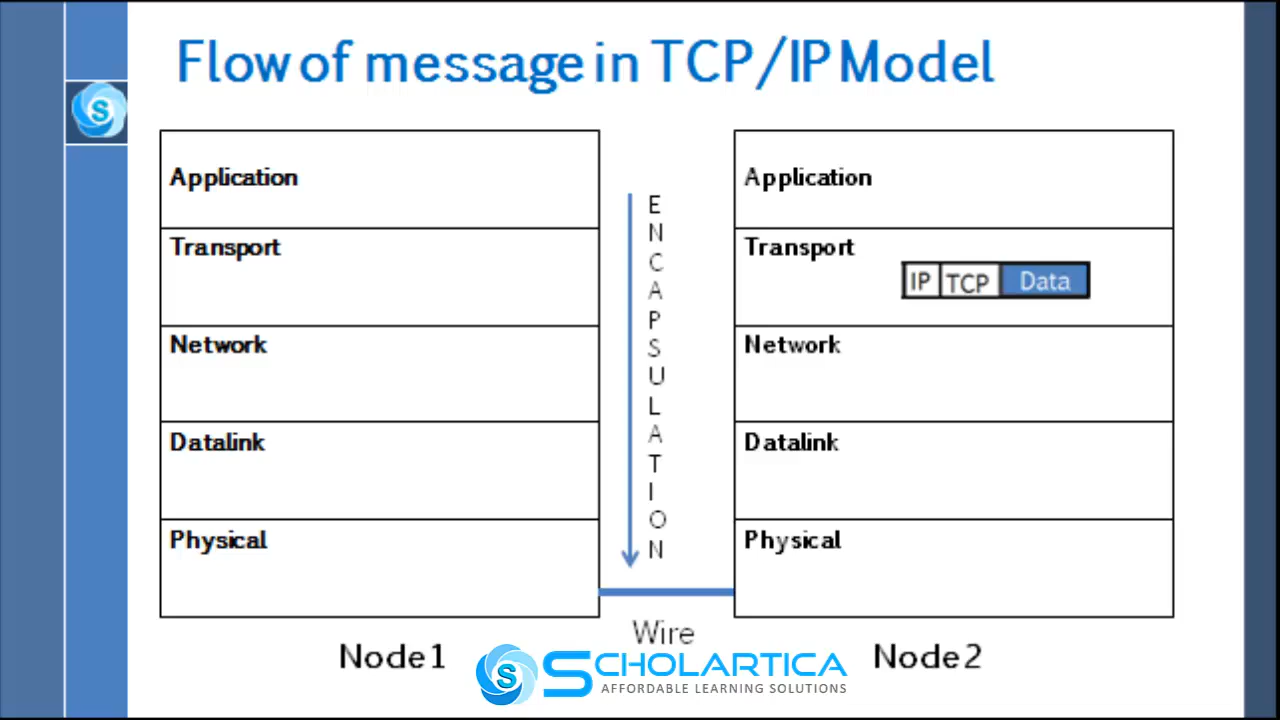 Flow of message in TCP/IP Model
S
Application
Transport
Network
Datalink
Physical
Node1
E
N
C
A
P
S
U
L
A
T
I
O
N
Wire
Application
Transport
IP TCP Data
Network
Datalink
Physical
Node2
S
SCHOLARTICA
AFFORDABLE LEARNING SOLUTIONS